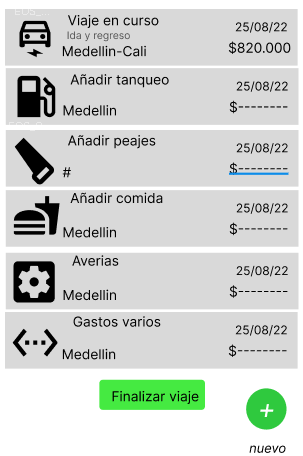 Viaje en curso
25/08/22
Ida y regreso
Medellin-Cali
$820.000
Añadir tanqueo
25/08/22
Medellin
$--------
Añadir peajes
25/08/22
#
$--------
Añadir comida
25/08/22
Medellin
$--------
Averias
25/08/22
Medellin
$--------
Gastos varios
25/08/22
Medellin
$--------
Finalizar viaje
+
nuevo